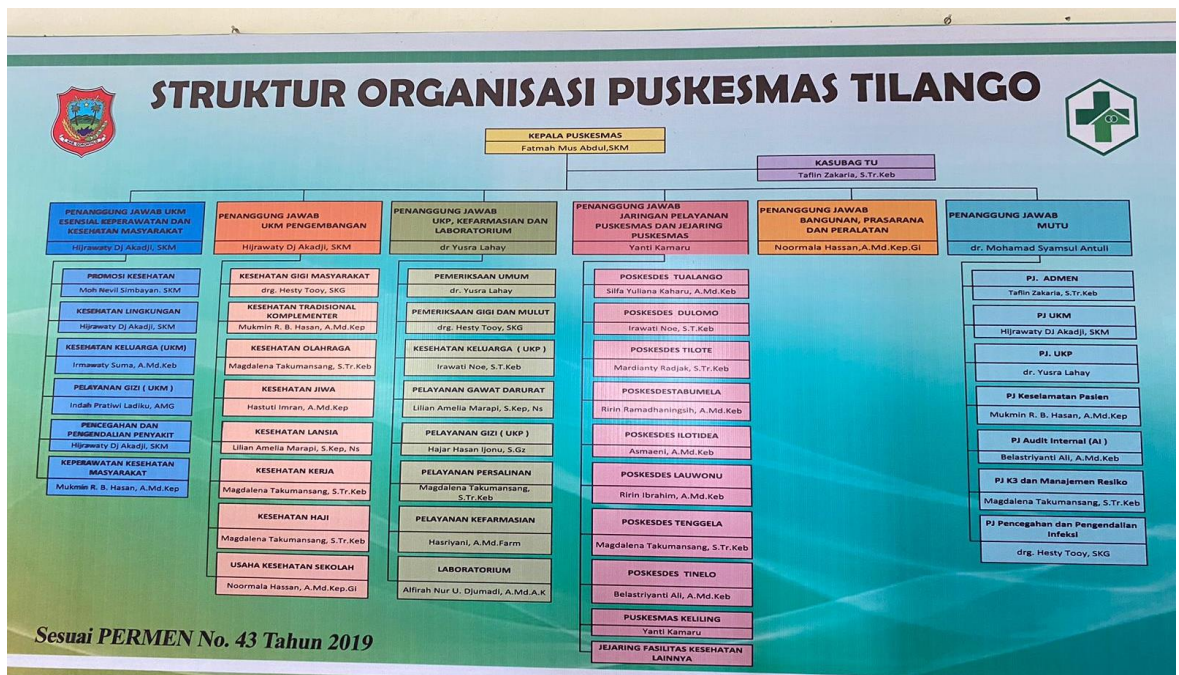 STRUKTUR ORGANISASI PUSKESMAS TILANGO
KEPALA PUSKESMAS
Fatmah Mus Abdul,SKM
KASUBAG TU
Taflin Zakaria, S.Tr.Keb
PENANGGUNG JAWAB UKM
ESENSIAL KEPERAWATAN DAN
KESEHATAN MASYARAKAT
Hijrawaty Dj Akadji, SKM
PROMOSI KESEHATAN
Moh Nevil Simbayan. SKM
KESEHATAN LINGKUNGAN
Hijrawaty Dj Akadji, SKM
KESEHATAN KELUARGA (UKM)
Irmawaty Suma, A.Md.Keb
PELAYANAN GIZI ( UKM )
Indah Pratiwi Ladiku, AMG
PENCEGAHAN DAN
PENGENDALIAN PENYAKIT
Hijrawaty Dj Akadji, SKM
KEPERAWATAN KESEHATAN
MASYARAKAT
Mukmin R. B. Hasan, A.Md.Kep
PENANGGUNG JAWAB
UKM PENGEMBANGAN
Hijrawaty Dj Akadji, SKM
KESEHATAN GIGI MASYARAKAT
drg. Hesty Tooy, SKG
KESEHATAN TRADISIONAL
KOMPLEMENTER
Mukmin R. B. Hasan, A.Md.Kep
KESEHATAN OLAHRAGA
Magdalena Takumansang, S.Tr.Keb
KESEHATAN JIWA
Hastuti Imran, A.Md.Kep
KESEHATAN LANSIA
Lilian Amelia Marapi, S.Kep, Ns
KESEHATAN KERJA
Magdalena Takumansang, S.Tr.Keb
KESEHATAN HAJI
Magdalena Takumansang, S.Tr.Keb
USAHA KESEHATAN SEKOLAH
Noormala Hassan, A.Md.Kep.Gi
PENANGGUNG JAWAB
UKP, KEFARMASIAN DAN
LABORATORIUM
dr Yusra Lahay
PEMERIKSAAN UMUM
dr. Yusra Lahay
PEMERIKSAAN GIGI DAN MULUT
drg. Hesty Tooy, SKG
KESEHATAN KELUARGA ( UKP )
Irawati Noe, S.T.Keb
PELAYANAN GAWAT DARURAT
Lilian Amelia Marapi, S.Kep, Ns
PELAYANAN GIZI ( UKP )
Hajar Hasan Ijonu, S.Gz
PELAYANAN PERSALINAN
Magdalena Takumansang,
S.Tr.Keb
PELAYANAN KEFARMASIAN
Hasriyani, A.Md.Farm
LABORATORIUM
Alfirah Nur U. Djumadi, A.Md.A.K
PENANGGUNG JAWAB
JARINGAN PELAYANAN
PUSKESMAS DAN JEJARING
PUSKESMAS
Yanti Kamaru
POSKESDES TUALANGO
Silfa Yuliana Kaharu, A.Md.Keb
POSKESDES DULOMO
Irawati Noe, S.T.Keb
POSKESDES TILOTE
Mardianty Radjak, S.Tr.Keb
POSKESDESTABUMELA
Ririn Ramadhaningsih, A.Md.Keb
POSKESDES ILOTIDEA
Asmaeni, A.Md.Keb
POSKESDES LAUWONU
Ririn Ibrahim, A.Md.Keb
POSKESDES TENGGELA
Magdalena Takumansang, S.Tr.Keb
POSKESDES TINELO
Belastriyanti Ali, A.Md.Keb
PUSKESMAS KELILING
Yanti Kamaru
JEJARING FASILITAS KESEHATAN
LAINNYA
PENANGGUNG JAWAB
BANGUNAN, PRASARANA
DAN PERALATAN
Noormala Hassan,A.Md.Kep.Gi
PENANGGUNG JAWAB
MUTU
dr. Mohamad Syamsul Antuli
PJ. ADMEN
Taflin Zakaria, S.Tr.Keb
PJ UKM
Hijrawaty DJ Akadji, SKM
PJ. UKP
dr. Yusra Lahay
PJ Keselamatan Pasien
Mukmin R. B. Hasan, A.Md.Kep
PJ Audit Internal (AI )
Belastriyanti Ali, A.Md.Keb
PJ K3 dan Manajemen Resiko
Magdalena Takumansang, S.Tr.Keb
PJ Pencegahan dan Pengendalian
Infeksi
drg. Hesty Tooy, SKG
Sesuai PERMEN No. 43 Tahun 2019